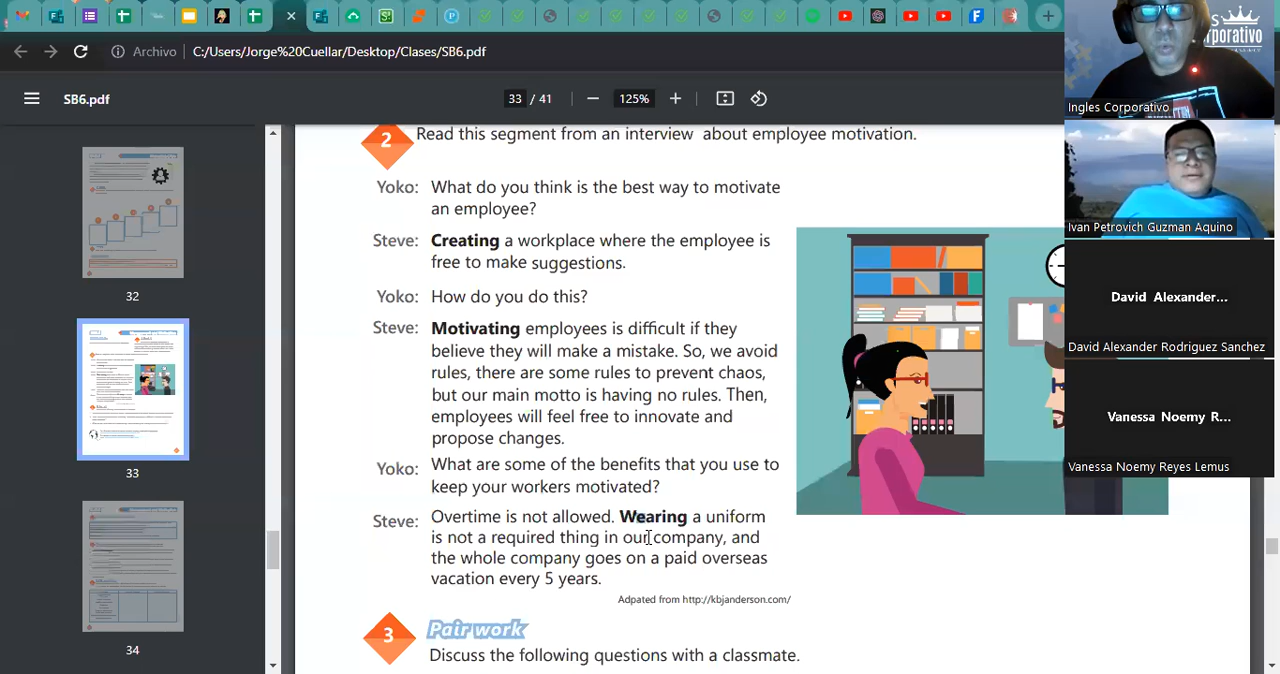 Archivo
C:/Users/Jorge%20Cuellar/Desktop/Clases/SB6.pdf
SB6.pdf
33 / 41
125%
2 Read this segment from an interview about employee motivation.
Yoko: What do you think is the best way to motivate
an employee?
Steve: Creating a workplace where the employee is
free to make suggestions.
Yoko: How do you do this?
Steve: Motivating employees is difficult if they
believe they will make a mistake. So, we avoid
rules, there are some rules to prevent chaos,
but our main motto is having no rules. Then,
employees will feel free to innovate and
propose changes.
Yoko: What are some of the benefits that you use to
keep your workers motivated?
Steve: Overtime is not allowed. Wearing a uniform
is not a required thing in our company, and
the whole company goes on a paid overseas
vacation every 5 years.
Adpated from http://kbjanderson.com/
3 Pair work
Discuss the following questions with a classmate.
32
33
34
Ingles Corporativo
Ivan Petrovich Guzman Aquino
David Alexander...
David Alexander Rodriguez Sanchez
Vanessa Noemy R...
Vanessa Noemy Reyes Lemus